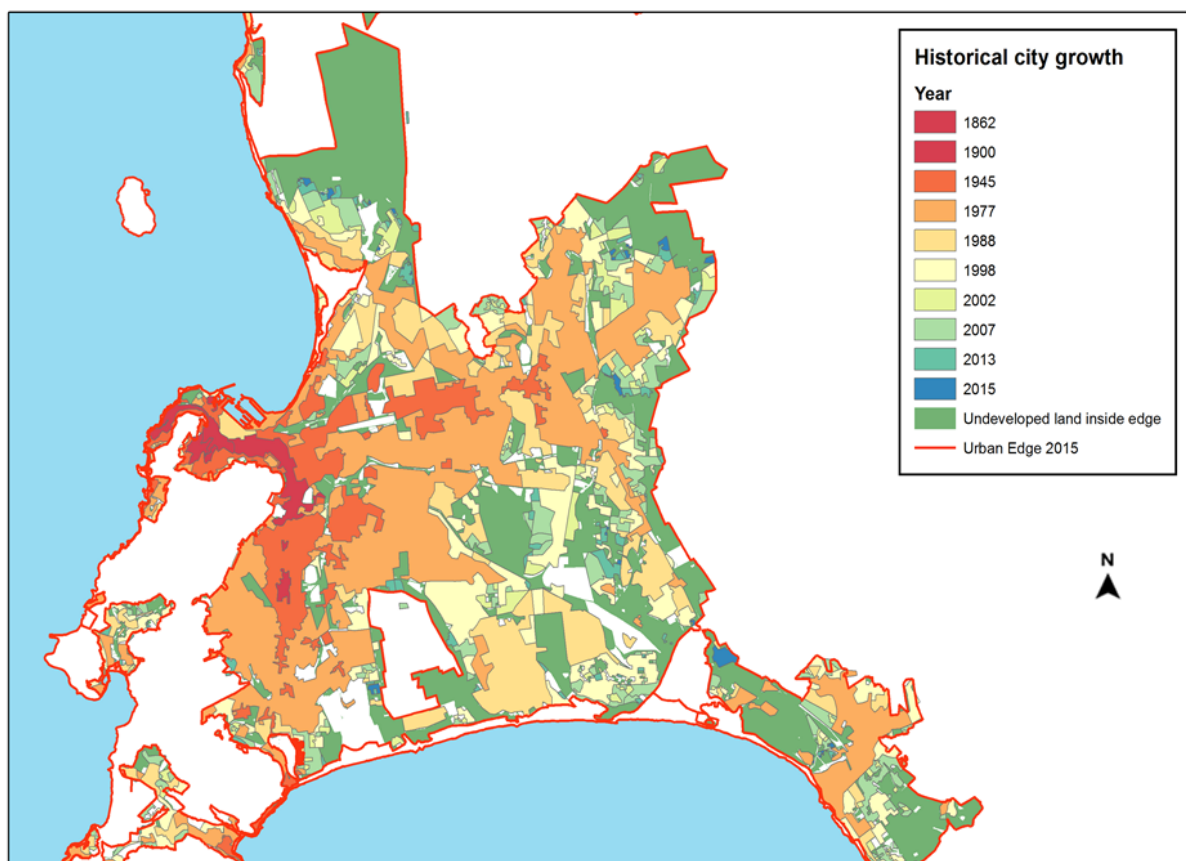 Historical city growth
Year
1862
1900
1945
1977
1988
1998
2002
2007
2013
2015
Undeveloped land inside edge
Urban Edge 2015
N